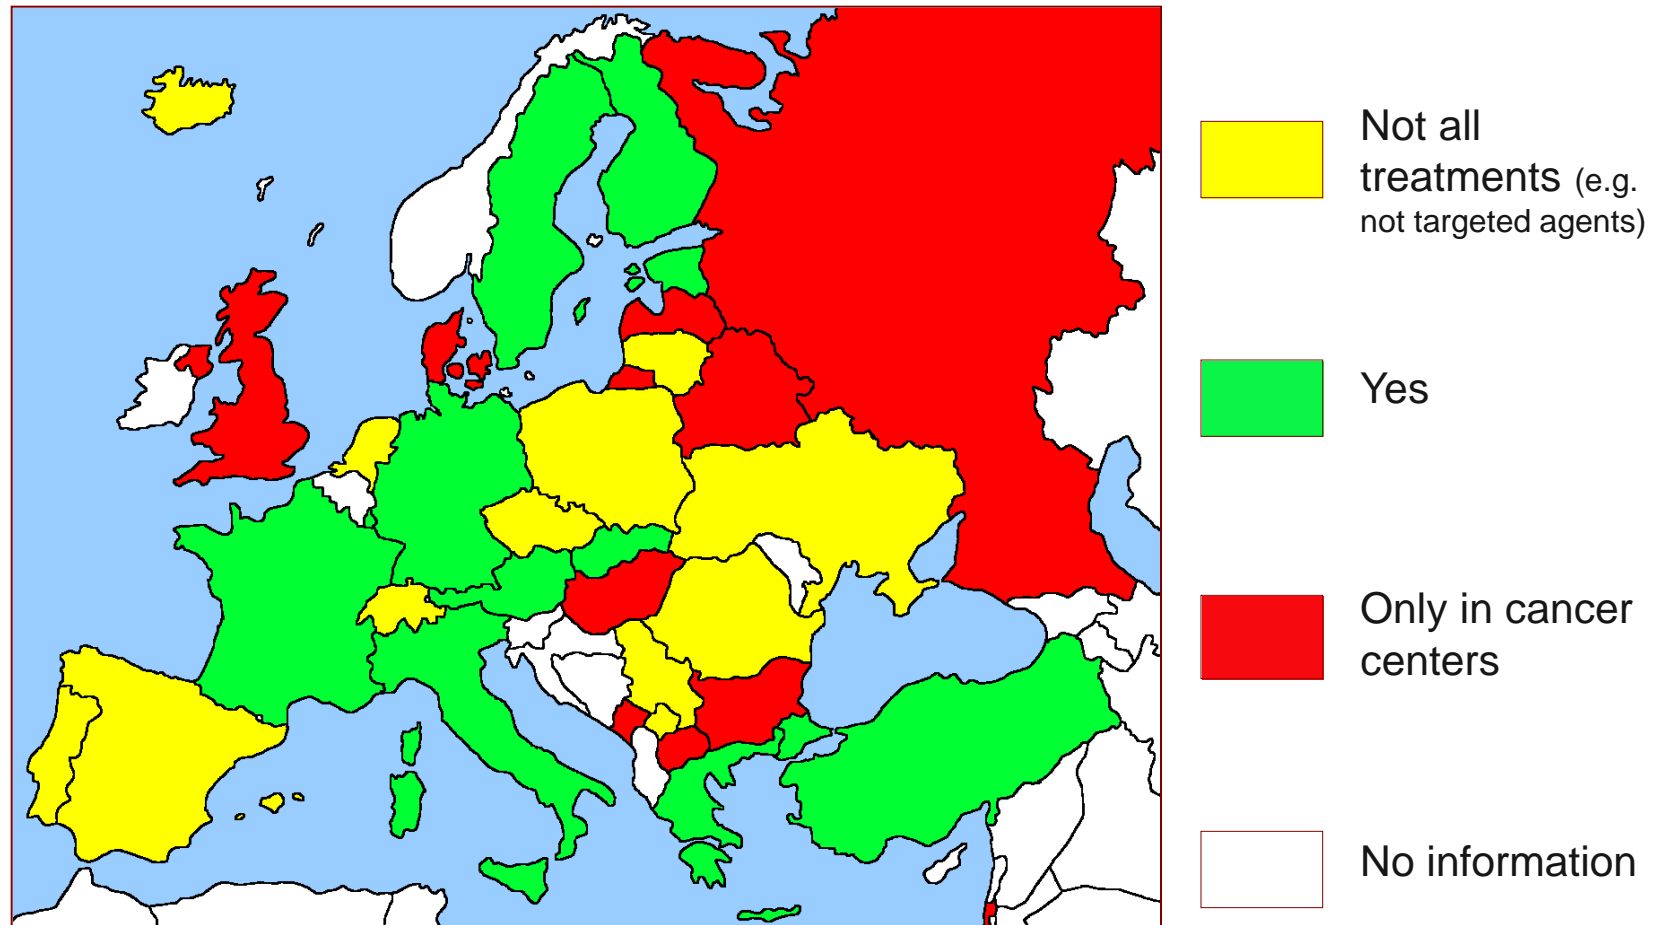 Not all
treatments (e.g.
not targeted agents)
Yes
Only in cancer
centers
No information